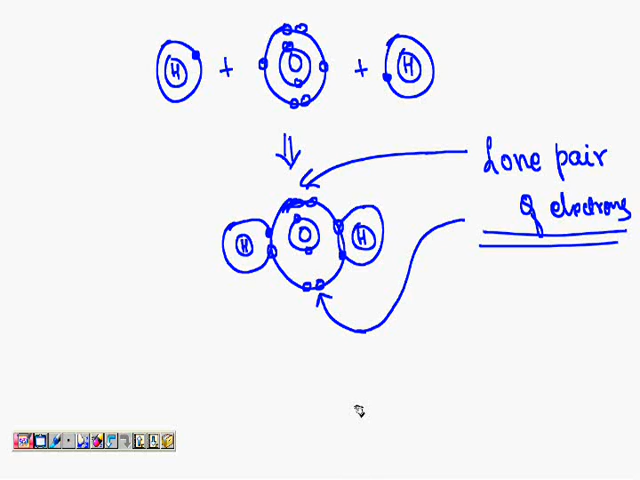 H + O + H
Lone pair
of electrons
H O H